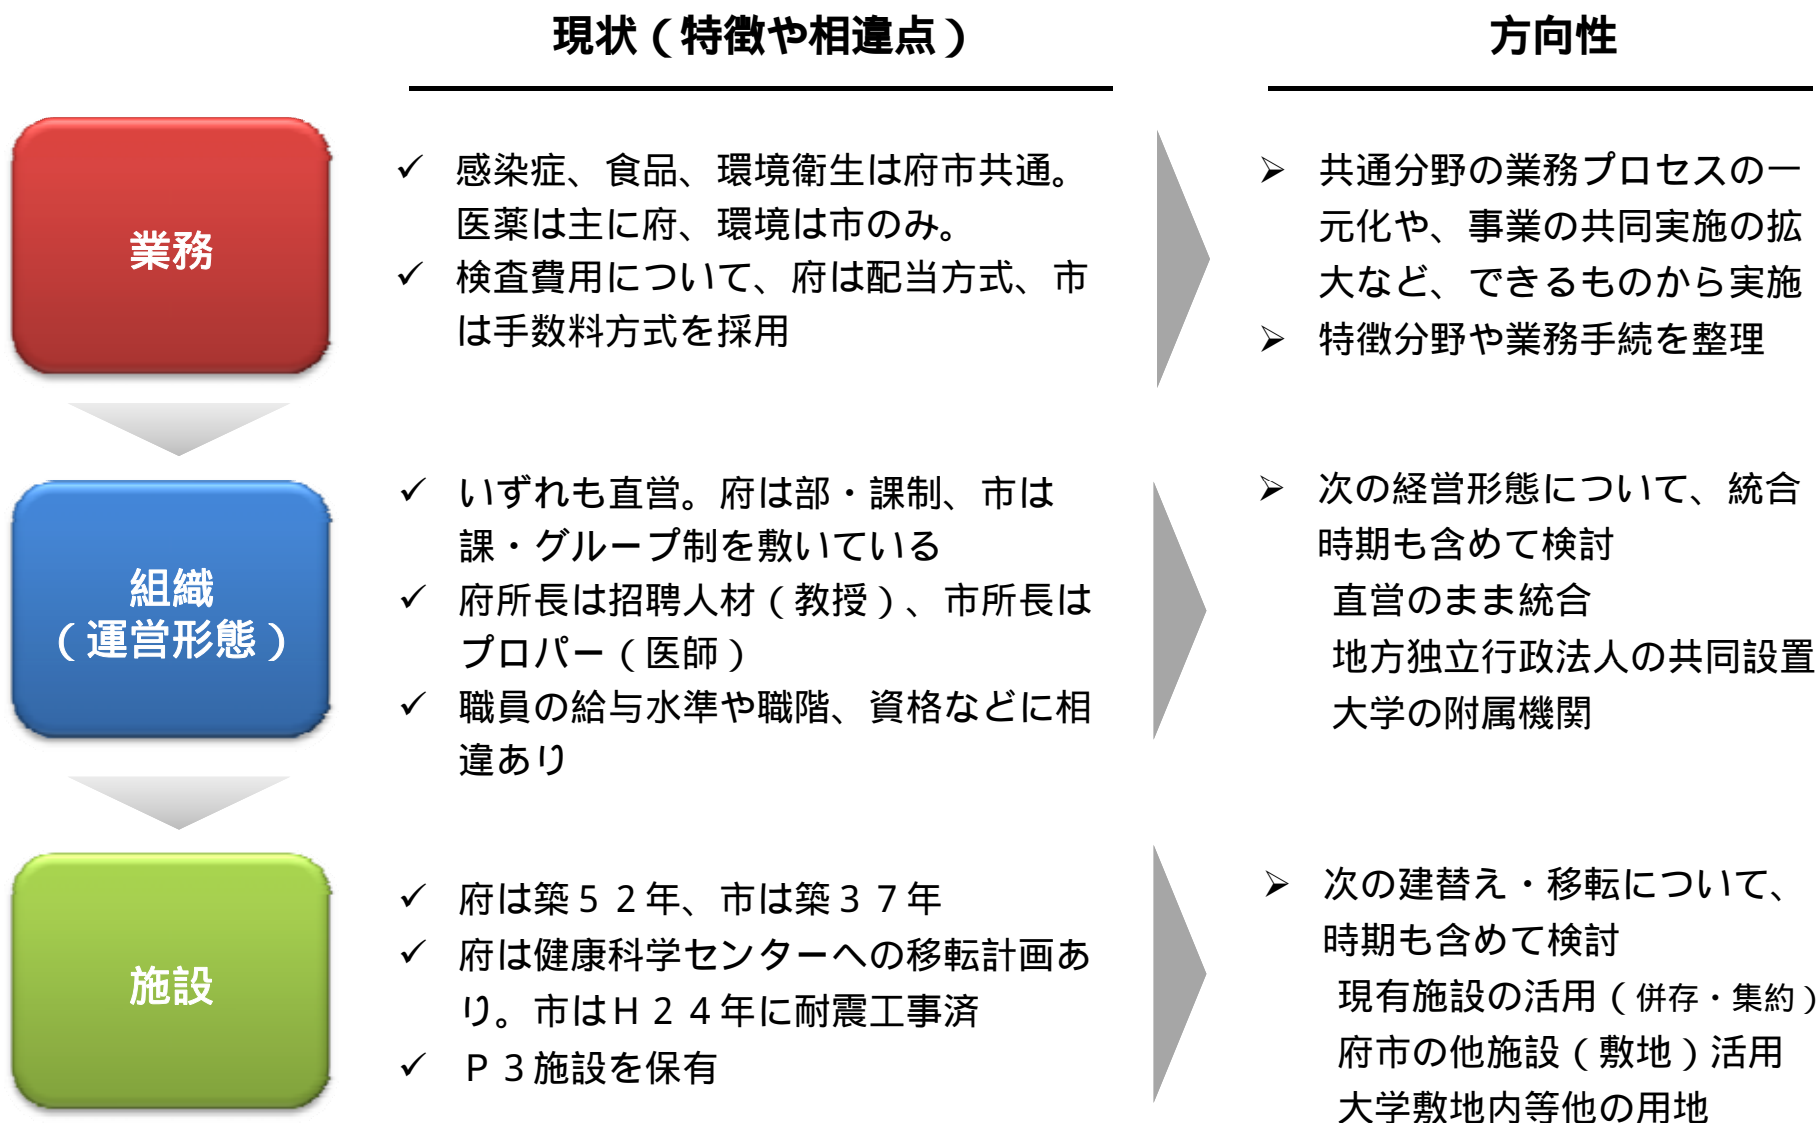 現状（特徴や相違点）
方向性
業務
✓ 感染症、食品、環境衛生は府市共通。
医薬は主に府、環境は市のみ。
✓ 検査費用について、府は配当方式、市
は手数料方式を採用
➢ 共通分野の業務プロセスの一
元化や、事業の共同実施の拡
大など、できるものから実施
➢ 特徴分野や業務手続を整理
組織
（運営形態）
✓ いずれも直営。府は部・課制、市は
課・グループ制を敷いている
✓ 府所長は招聘人材（教授）、市所長は
プロパー（医師）
✓ 職員の給与水準や職階、資格などに相
違あり
➢ 次の経営形態について、統合
時期も含めて検討
直営のまま統合
地方独立行政法人の共同設置
大学の附属機関
施設
✓ 府は築５２年、市は築３７年
✓ 府は健康科学センターへの移転計画あ
り。市はＨ２４年に耐震工事済
✓ Ｐ３施設を保有
➢ 次の建替え・移転について、
時期も含めて検討
現有施設の活用（併存・集約）
府市の他施設（敷地）活用
大学敷地内等他の用地